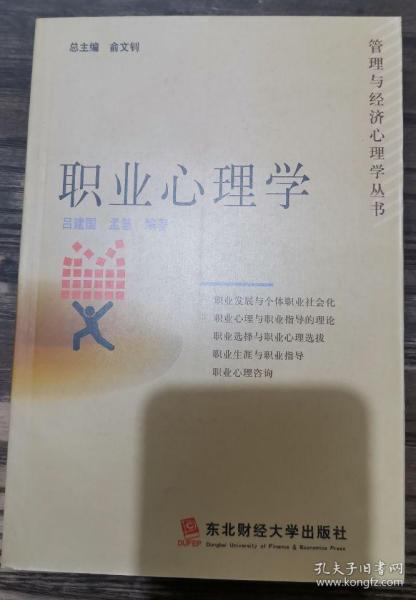 总主编 俞文钊
管理与经济心理学丛书
职业心理学
吕建国 孟慧 编著
职业发展与个体职业社会化
职业心理与职业指导的理论
职业选择与职业心理选拔
职业生涯与职业指导
职业心理咨询
DUFEP
东北财经大学出版社
Dongbei University of Finance & Economics Press
孔夫子旧书网
www.kongfz.com